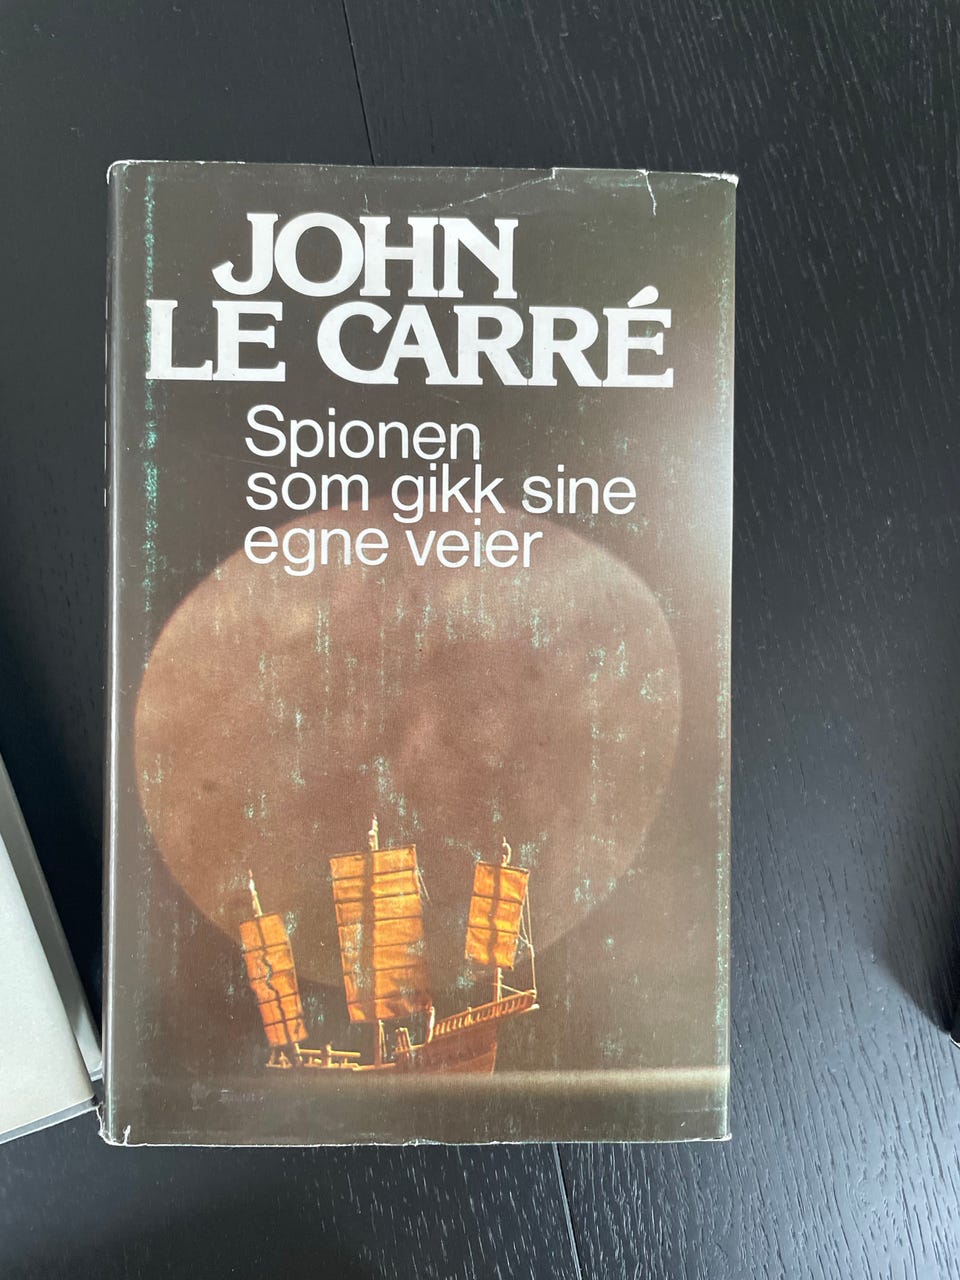 JOHN
LE CARRÉ
Spionen
som gikk sine
egne veier